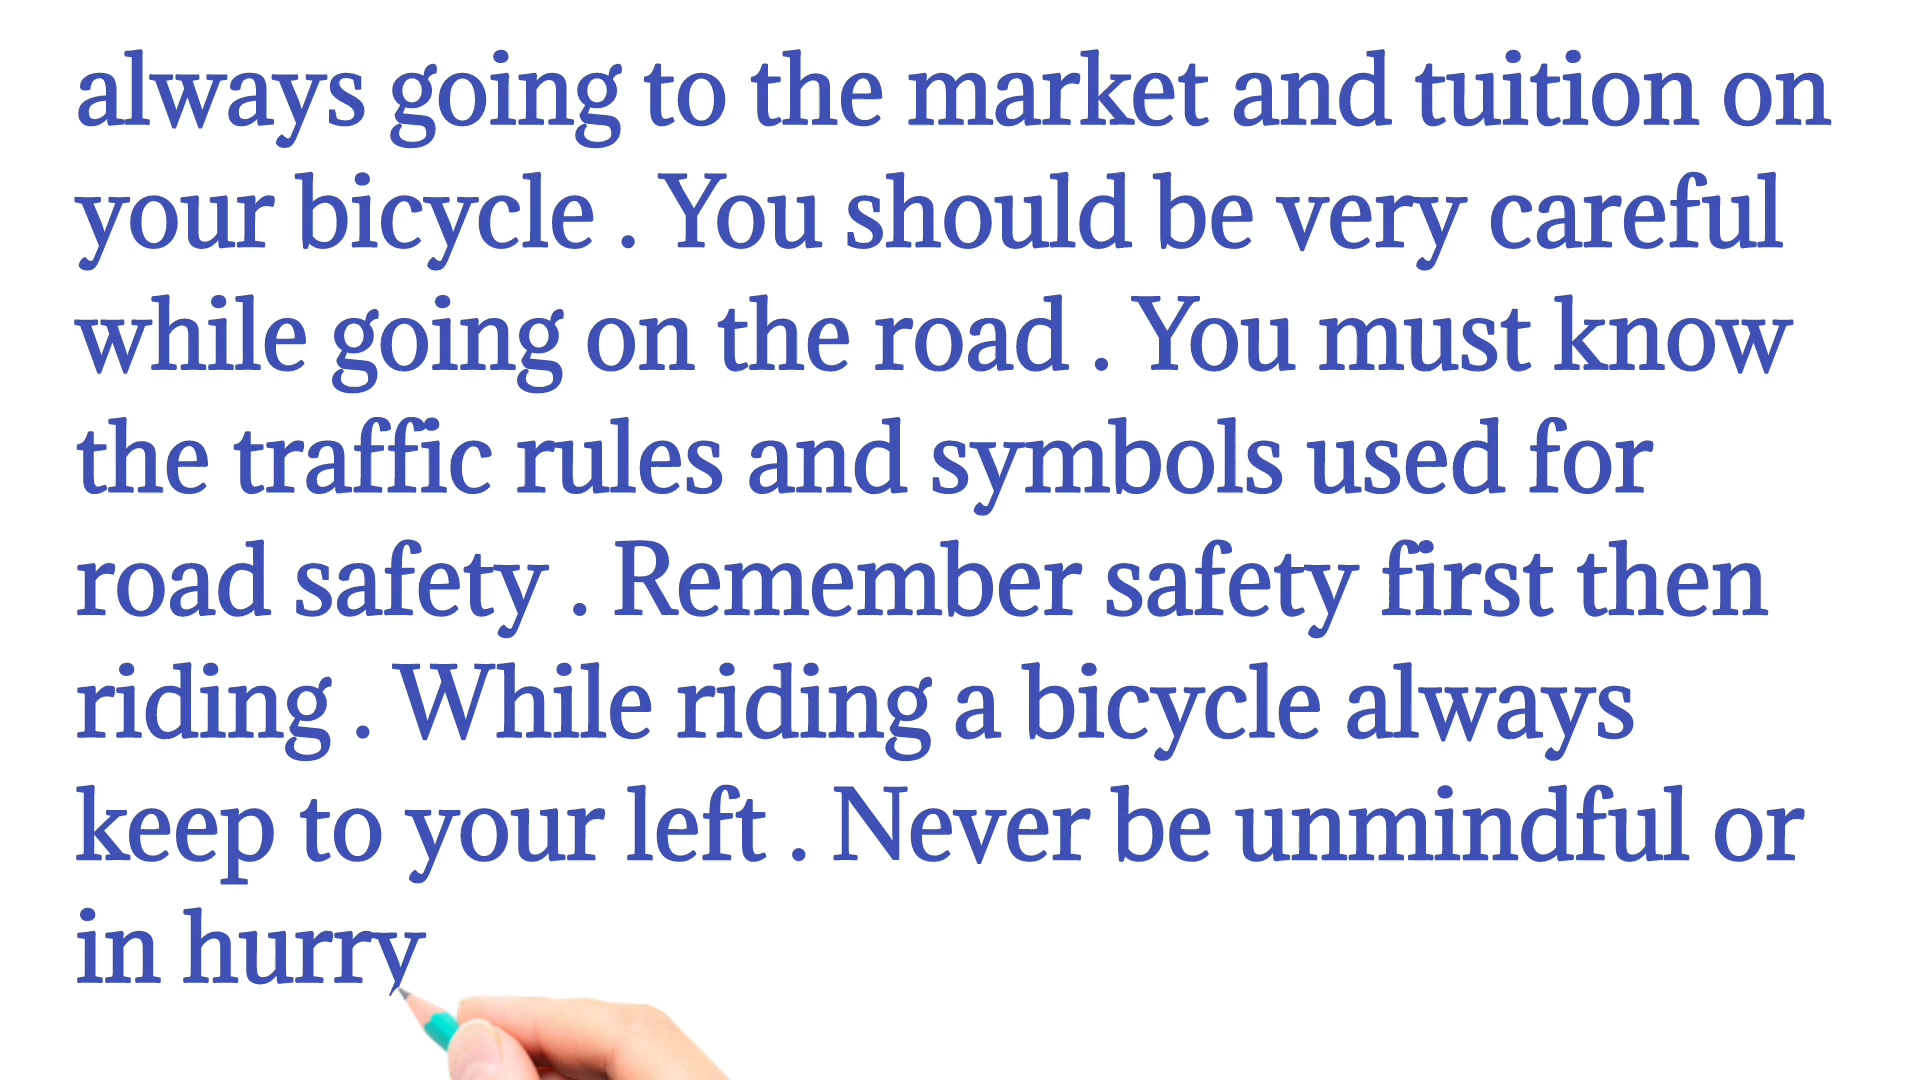 always going to the market and tuition on
your bicycle . You should be very careful
while going on the road . You must know
the traffic rules and symbols used for
road safety . Remember safety first then
riding . While riding a bicycle always
keep to your left . Never be unmindful or
in hurry